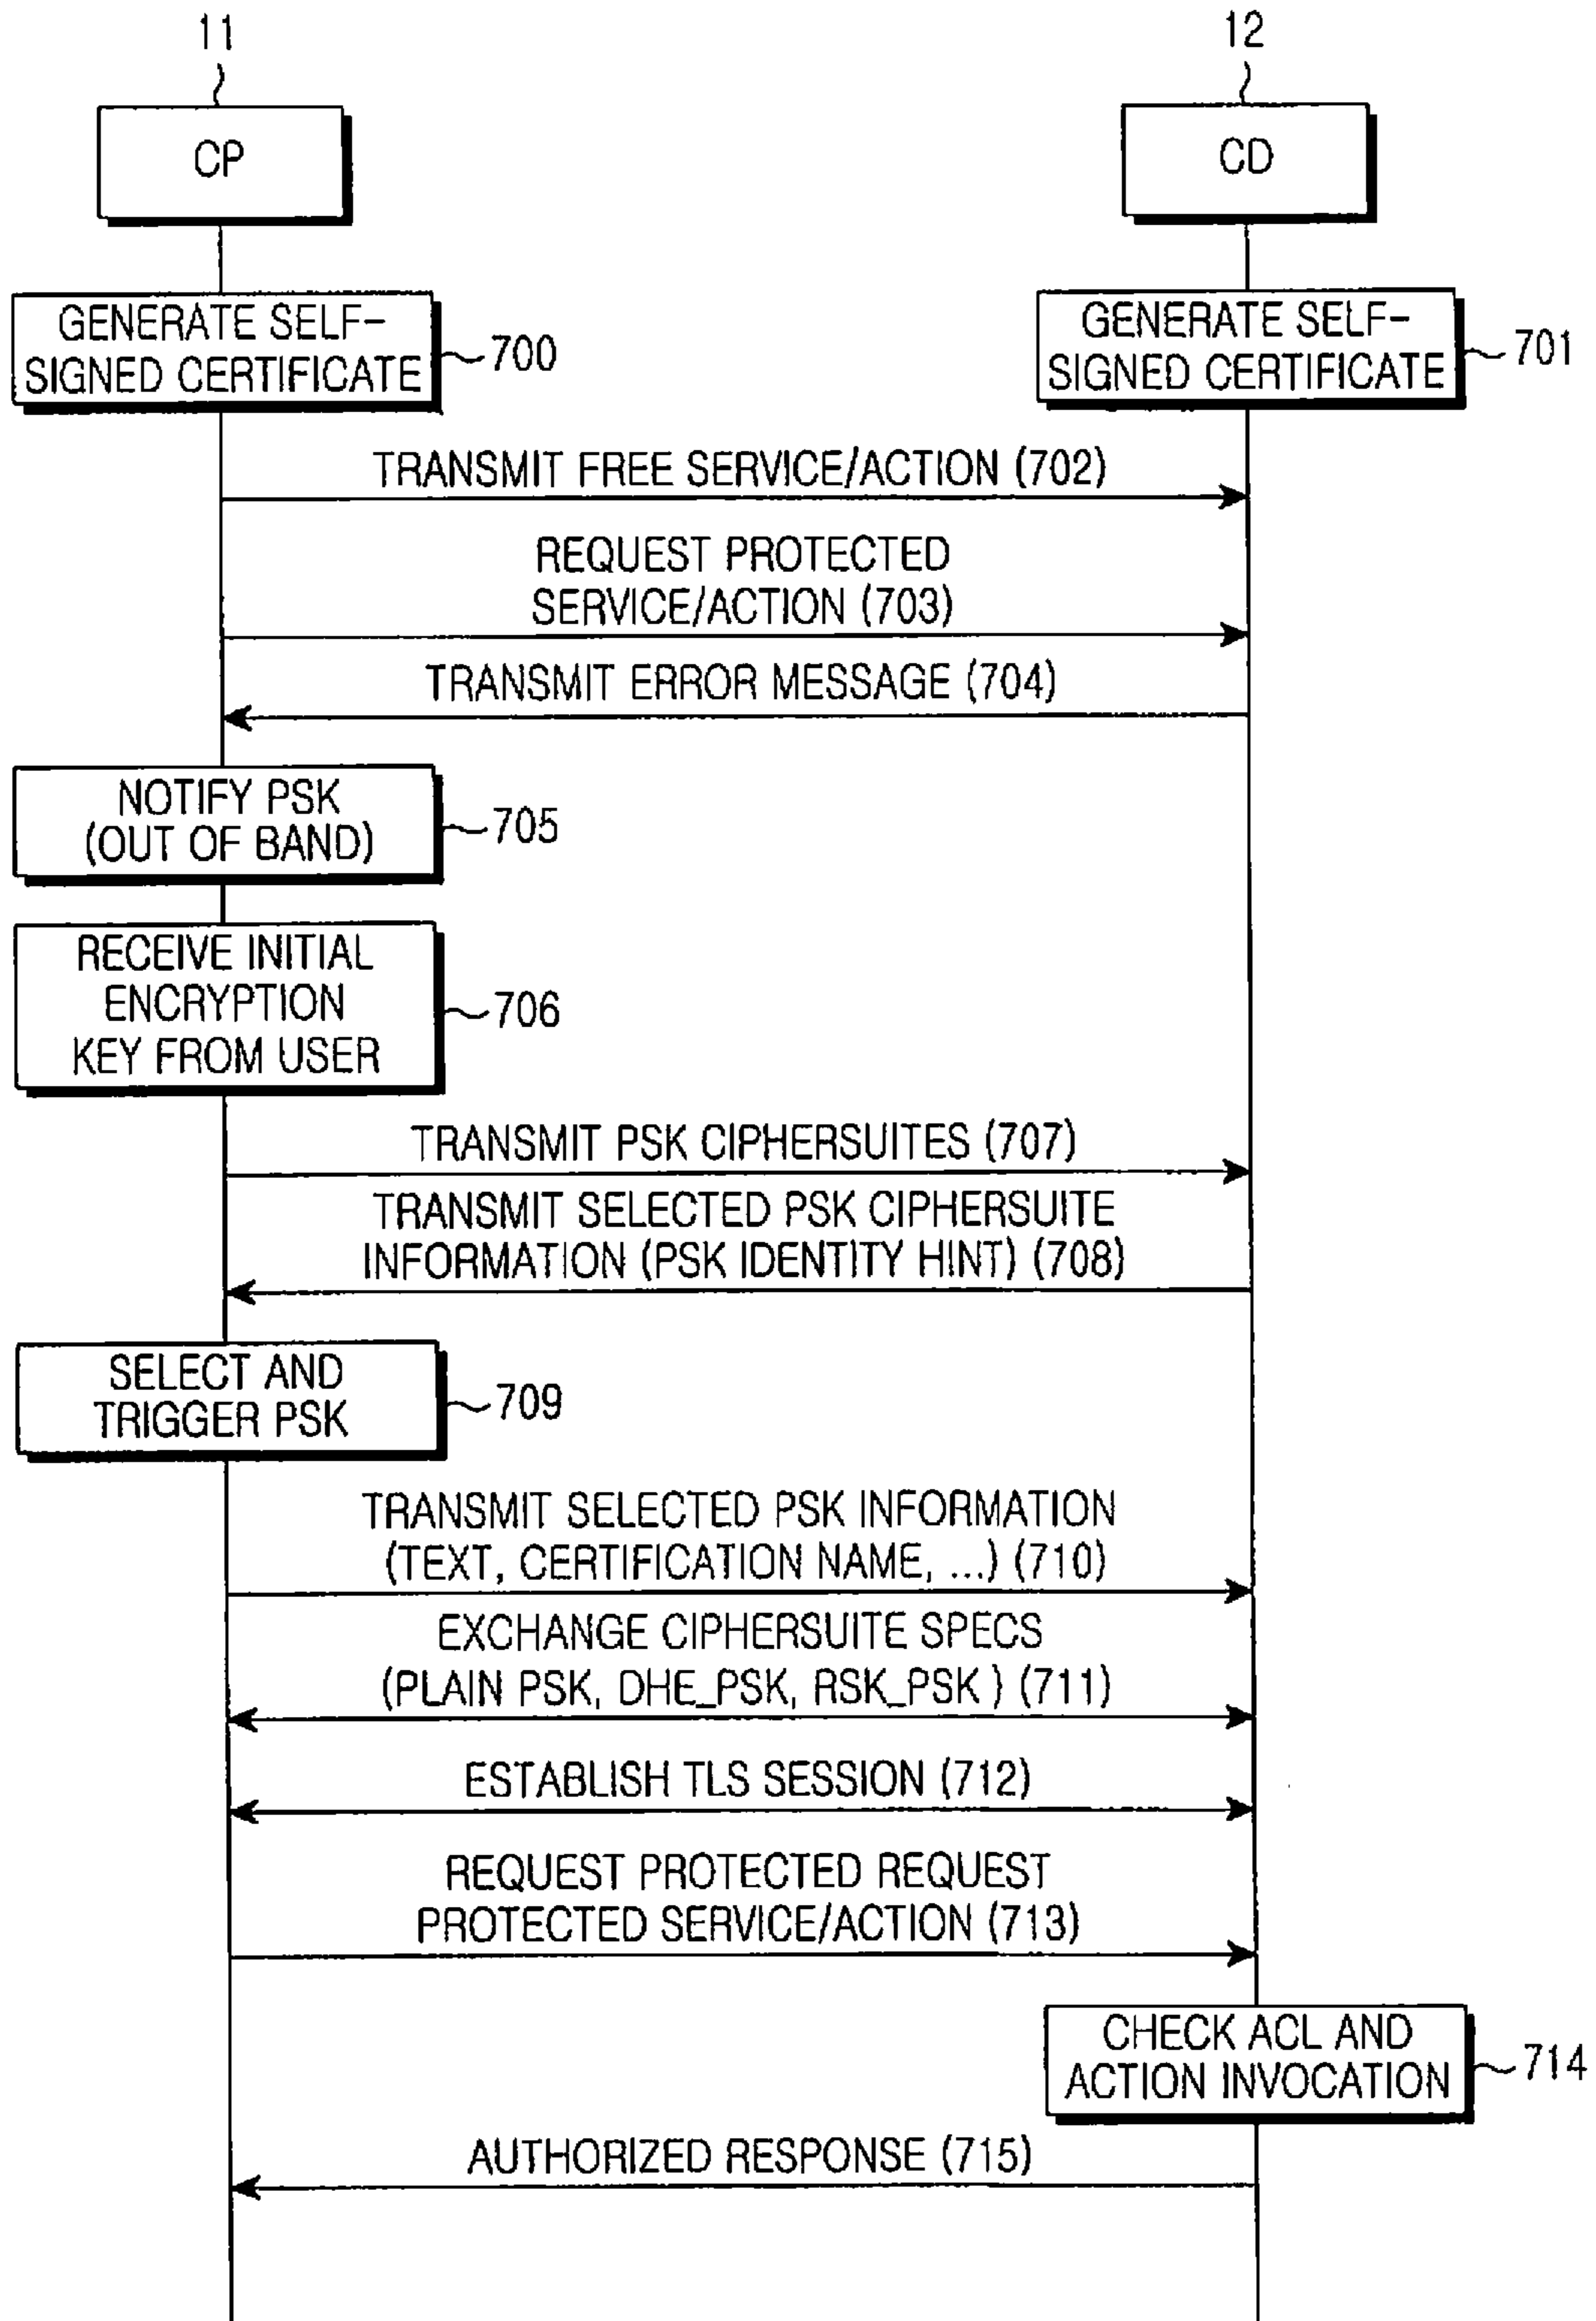 11
12
CP
CD
GENERATE SELF-
SIGNED CERTIFICATE
700
GENERATE SELF-
SIGNED CERTIFICATE
701
TRANSMIT FREE SERVICE/ACTION (702)
REQUEST PROTECTED
SERVICE/ACTION (703)
TRANSMIT ERROR MESSAGE (704)
NOTIFY PSK
(OUT OF BAND)
705
RECEIVE INITIAL
ENCRYPTION
KEY FROM USER
706
TRANSMIT PSK CIPHERSUITES (707)
TRANSMIT SELECTED PSK CIPHERSUITE
INFORMATION (PSK IDENTITY HINT) (708)
SELECT AND
TRIGGER PSK
709
TRANSMIT SELECTED PSK INFORMATION
(TEXT, CERTIFICATION NAME, ...) (710)
EXCHANGE CIPHERSUITE SPECS
(PLAIN PSK, DHE_PSK, RSK_PSK ) (711)
ESTABLISH TLS SESSION (712)
REQUEST PROTECTED REQUEST
PROTECTED SERVICE/ACTION (713)
CHECK ACL AND
ACTION INVOCATION
714
AUTHORIZED RESPONSE (715)